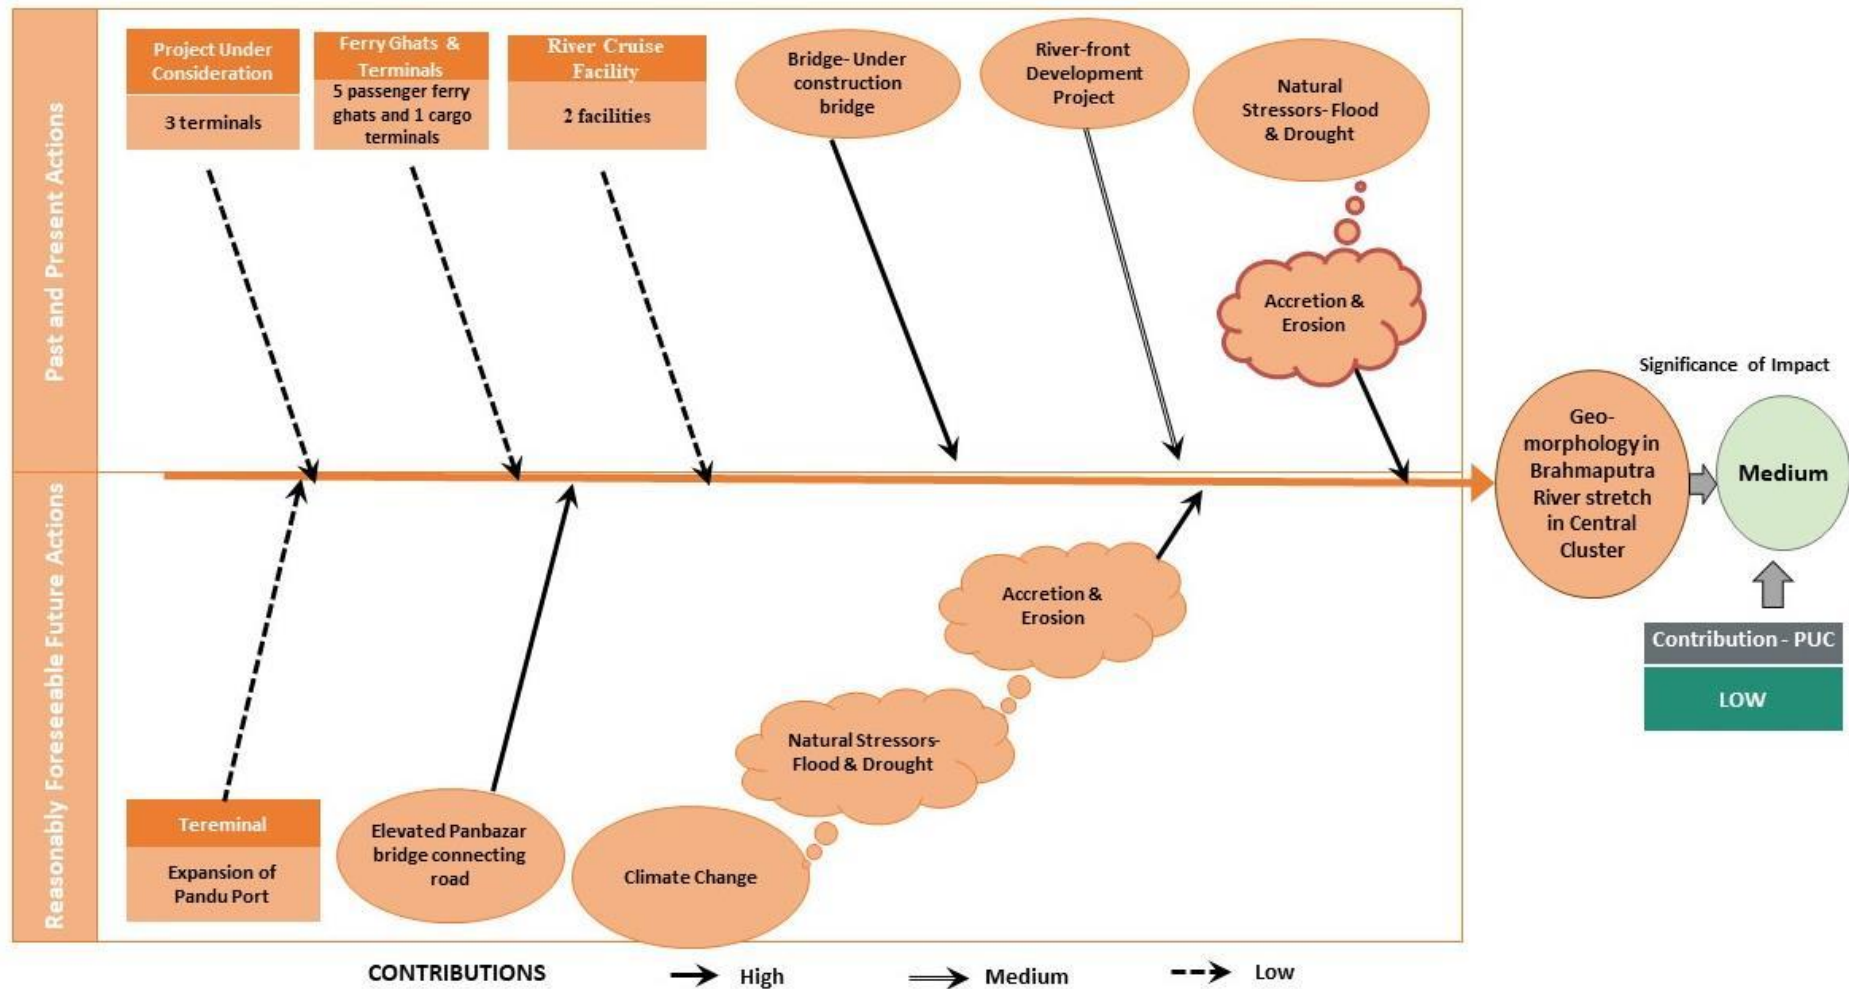 Past and Present Actions
Project Under
Consideration
3 terminals
Ferry Ghats &
Terminals
5 passenger ferry
ghats and 1 cargo
terminals
River Cruise
Facility
2 facilities
Bridge- Under
construction
bridge
River-front
Development
Project
Natural
Stressors- Flood
& Drought
Accretion &
Erosion
Reasonably Foreseeable Future Actions
Tereminal
Expansion of
Pandu Port
Elevated Panbazar
bridge connecting
road
Climate Change
Natural Stressors-
Flood & Drought
Accretion &
Erosion
Geo-
morphology in
Brahmaputra
River stretch
in Central
Cluster
Significance of Impact
Medium
Contribution - PUC
LOW
CONTRIBUTIONS High Medium Low